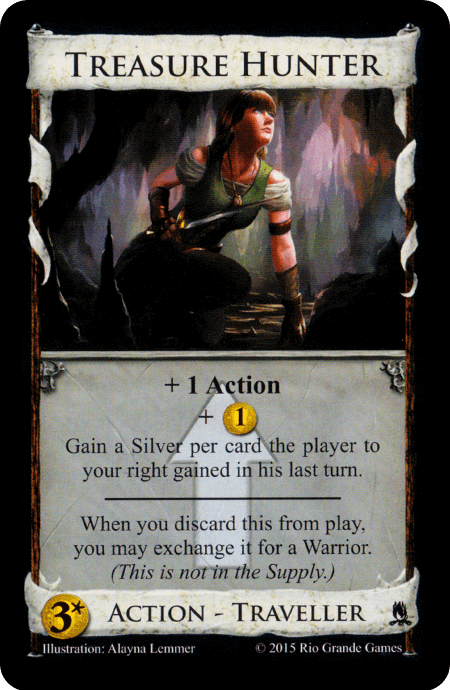 TREASURE HUNTER
+ 1 Action
+ 1
Gain a Silver per card the player to
your right gained in his last turn.
When you discard this from play,
you may exchange it for a Warrior.
(This is not in the Supply.)
3* ACTION - TRAVELLER
Illustration: Alayna Lemmer © 2015 Rio Grande Games